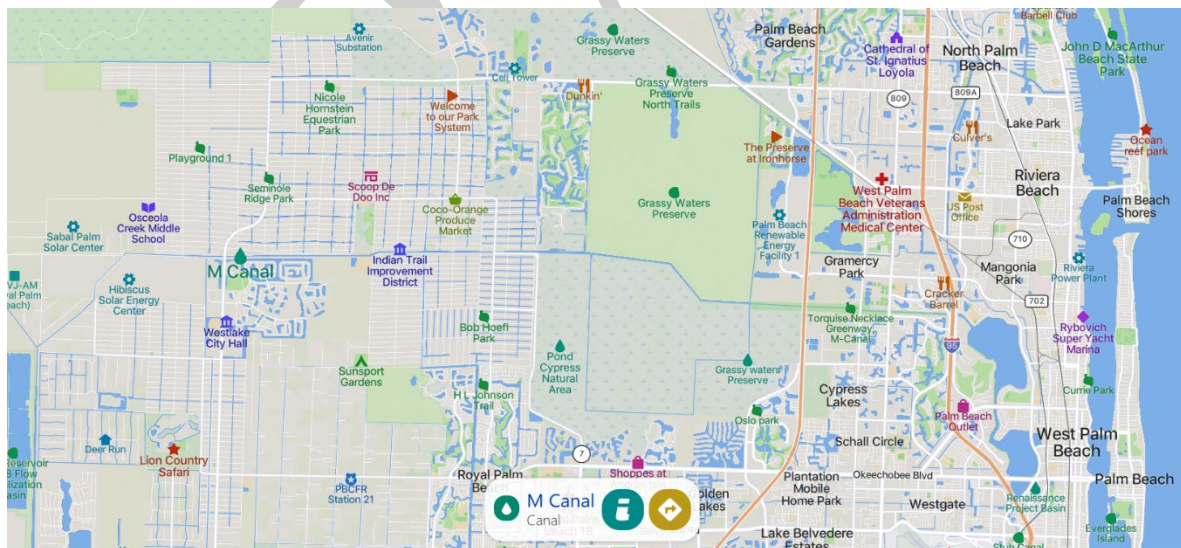 Barbell Club
Avenir
Substation
Grassy Waters
Preserve
Palm Beach
Gardens
Cathedral of
St. Ignatius
Loyola
North Palm
Beach
John D MacArthur
Beach State
Park
Cell Tower
Dunkin'
Grassy Waters
Preserve
North Trails
809
809A
Nicole
Hornstein
Equestrian
Park
Welcome
to our Park
System
Lake Park
Culver's
Ocean
reef park
The Preserve
at Ironhorse
Playground 1
Seminole
Ridge Park
Scoop De
Doo Inc
Coco-Orange
Produce
Market
Grassy Waters
Preserve
West Palm
Beach Veterans
Administration
Medical Center
Riviera
Beach
US Post
Office
Palm Beach
Shores
Osceola
Creek Middle
School
Sabal Palm
Solar Center
Palm Beach
Renewable
Energy
Facility 1
710
M Canal
Indian Trail
Improvement
District
Gramercy
Park
Mangonia
Park
Riviera
Power Plant
WJ-AM
Hibiscus
Solar Energy
Center
Cracker
Barrel
702
Westlake
City Hall
Bob Hoefl
Park
Torquise Necklace
Greenway,
M-Canal
95
Rybovich
Super Yacht
Marina
Sunsport
Gardens
Pond
Cypress
Natural
Area
Grassy waters
Preserve
H L Johnson
Trail
Cypress
Lakes
Currie Park
Oslo park
Palm Beach
Outlet
Deer Run
Lion Country
Safari
7
Schall Circle
West Palm
Beach
Reservoir
Flow
PBCFR
Station 21
Royal Palm
Shoppes at
Okeechobee Blvd
Plantation
Mobile
Home Park
Palm Beach
Westgate
Renaissance
Project Basin
M Canal
Canal
Lakes
Everglades
Island
Lake Belvedere
Estates